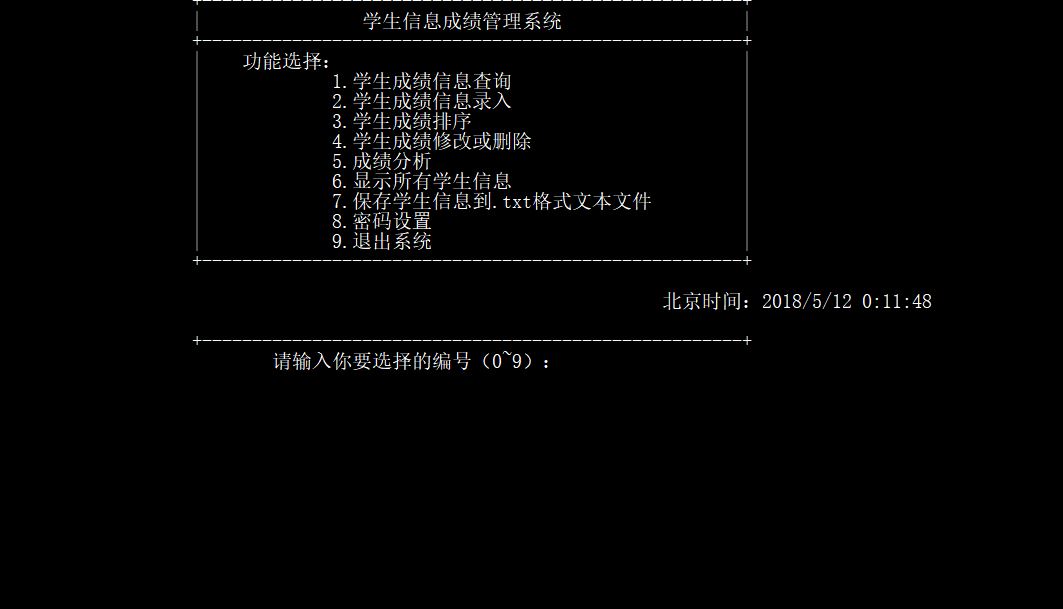 学生信息成绩管理系统
功能选择:
1.学生成绩信息查询
2.学生成绩信息录入
3.学生成绩排序
4.学生成绩修改或删除
5.成绩分析
6.显示所有学生信息
7.保存学生信息到.txt格式文本文件
8.密码设置
9.退出系统
北京时间：2018/5/12 0:11:48
请输入你要选择的编号（0~9）：